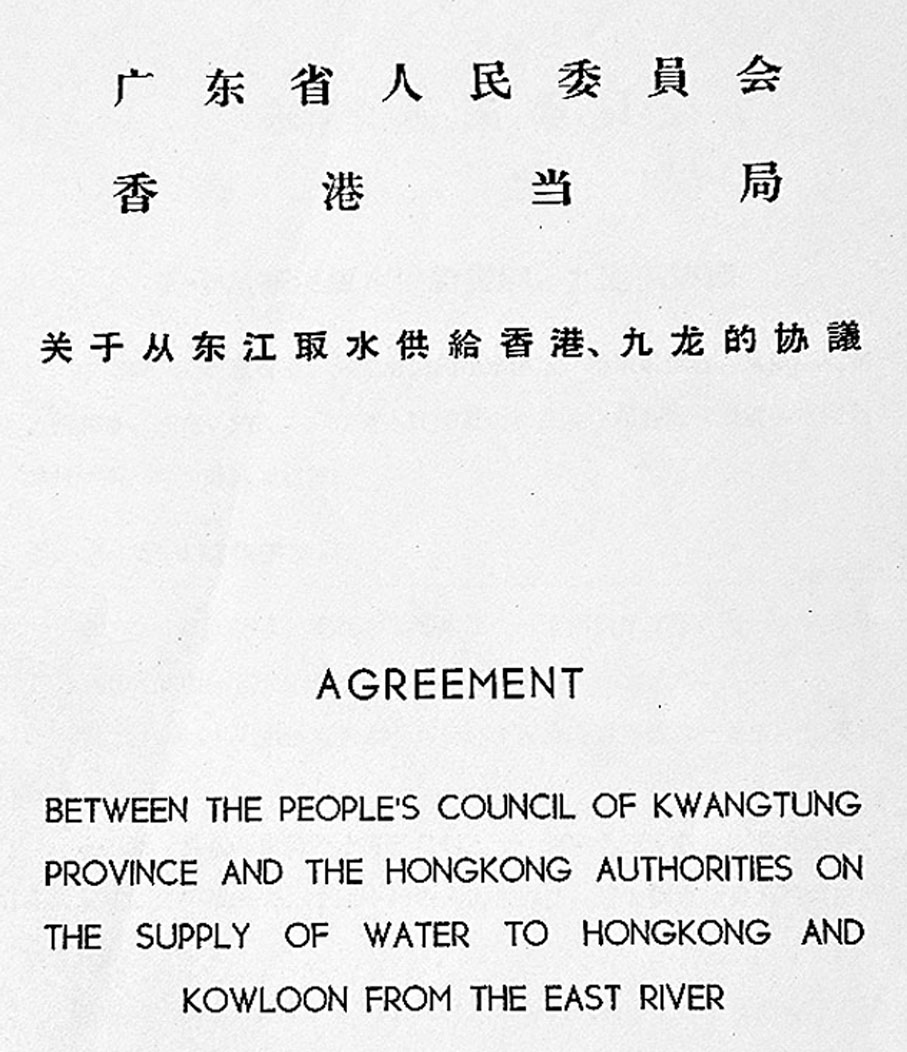 广东省人民委員会
香港当局
关于从东江取水供給香港、九龙的协議
AGREEMENT
BETWEEN THE PEOPLE'S COUNCIL OF KWANGTUNG
PROVINCE AND THE HONGKONG AUTHORITIES ON
THE SUPPLY OF WATER TO HONGKONG AND
KOWLOON FROM THE EAST RIVER